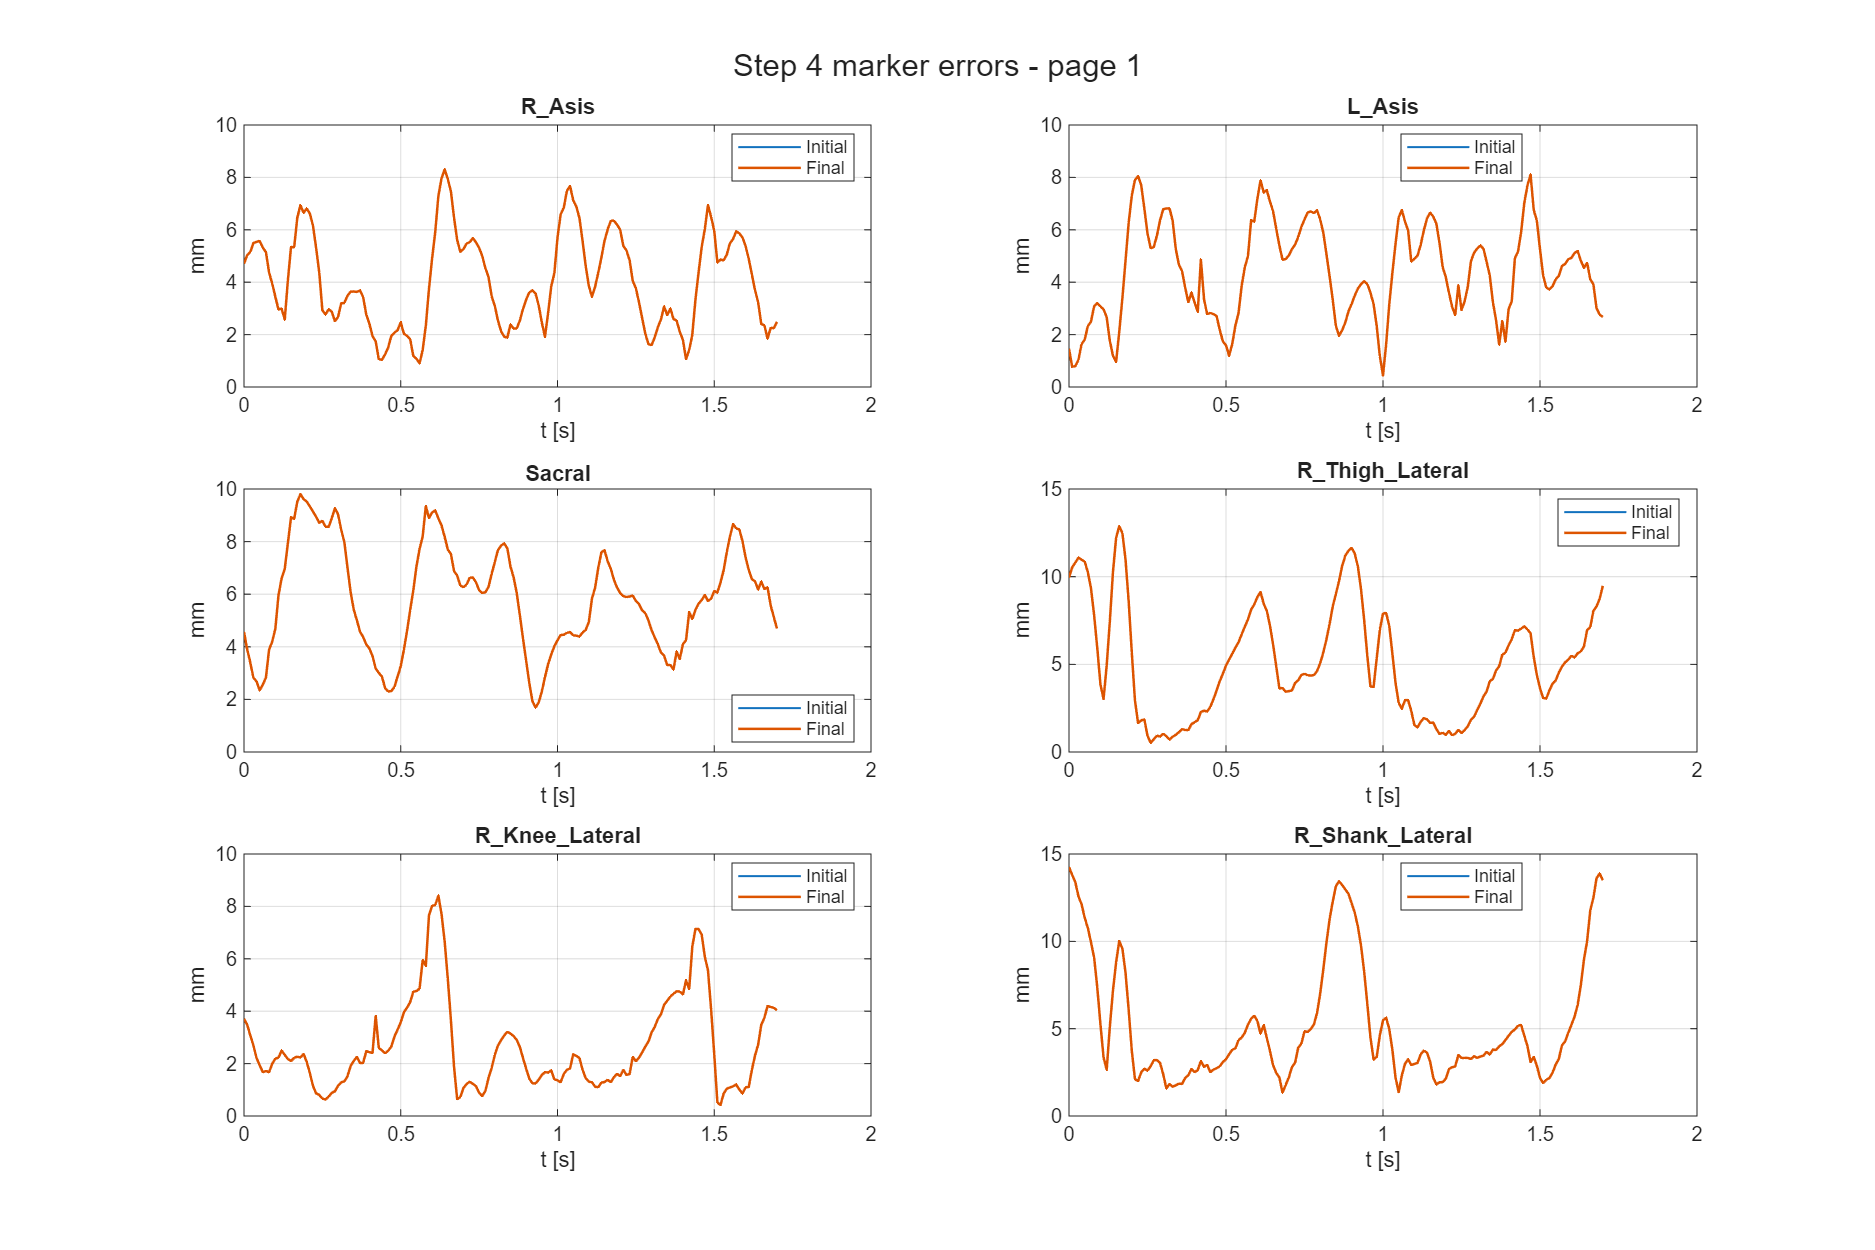 Step 4 marker errors - page 1
R_Asis
10
8
6
4
2
0
mm
Initial
Final
0
0.5
1
1.5
2
t [s]
L_Asis
10
8
6
4
2
0
mm
Initial
Final
0
0.5
1
1.5
2
t [s]
Sacral
10
8
6
4
2
0
mm
Initial
Final
0
0.5
1
1.5
2
t [s]
R_Thigh_Lateral
15
10
5
0
mm
Initial
Final
0
0.5
1
1.5
2
t [s]
R_Knee_Lateral
10
8
6
4
2
0
mm
Initial
Final
0
0.5
1
1.5
2
t [s]
R_Shank_Lateral
15
10
5
0
mm
Initial
Final
0
0.5
1
1.5
2
t [s]